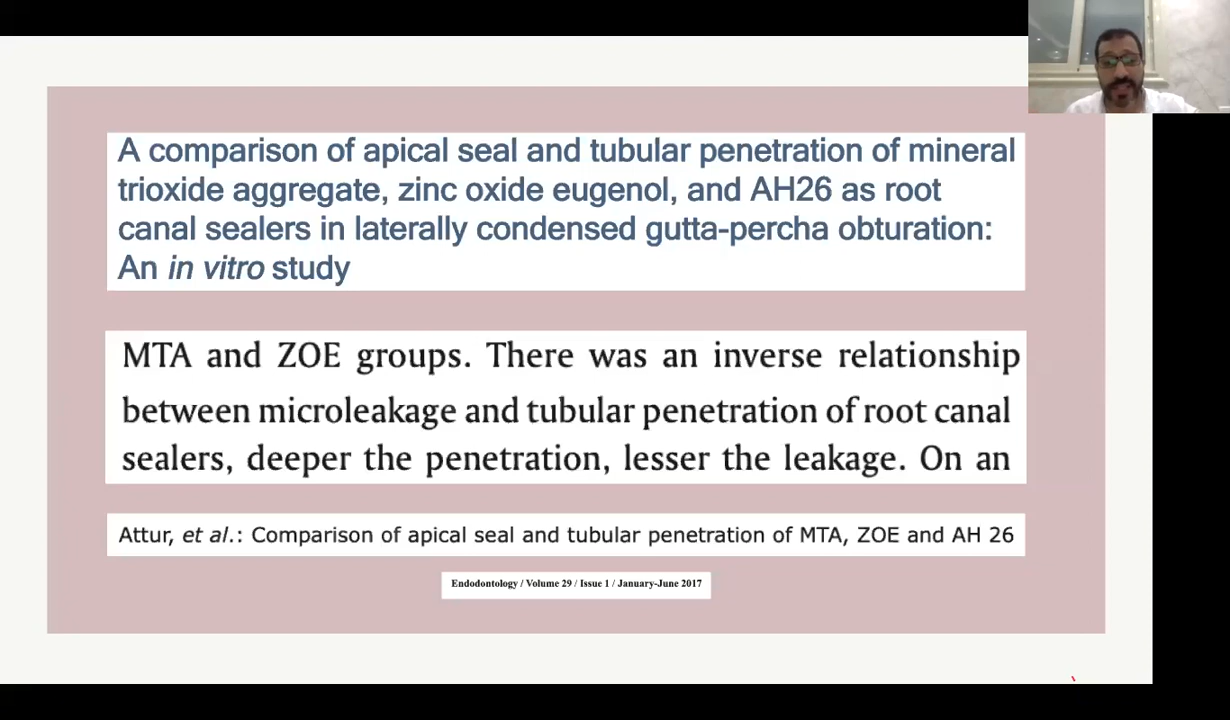 A comparison of apical seal and tubular penetration of mineral
trioxide aggregate, zinc oxide eugenol, and AH26 as root
canal sealers in laterally condensed gutta-percha obturation:
An in vitro study
MTA and ZOE groups. There was an inverse relationship
between microleakage and tubular penetration of root canal
sealers, deeper the penetration, lesser the leakage. On an
Attur, et al.: Comparison of apical seal and tubular penetration of MTA, ZOE and AH 26
Endodontology / Volume 29 / Issue 1 / January-June 2017